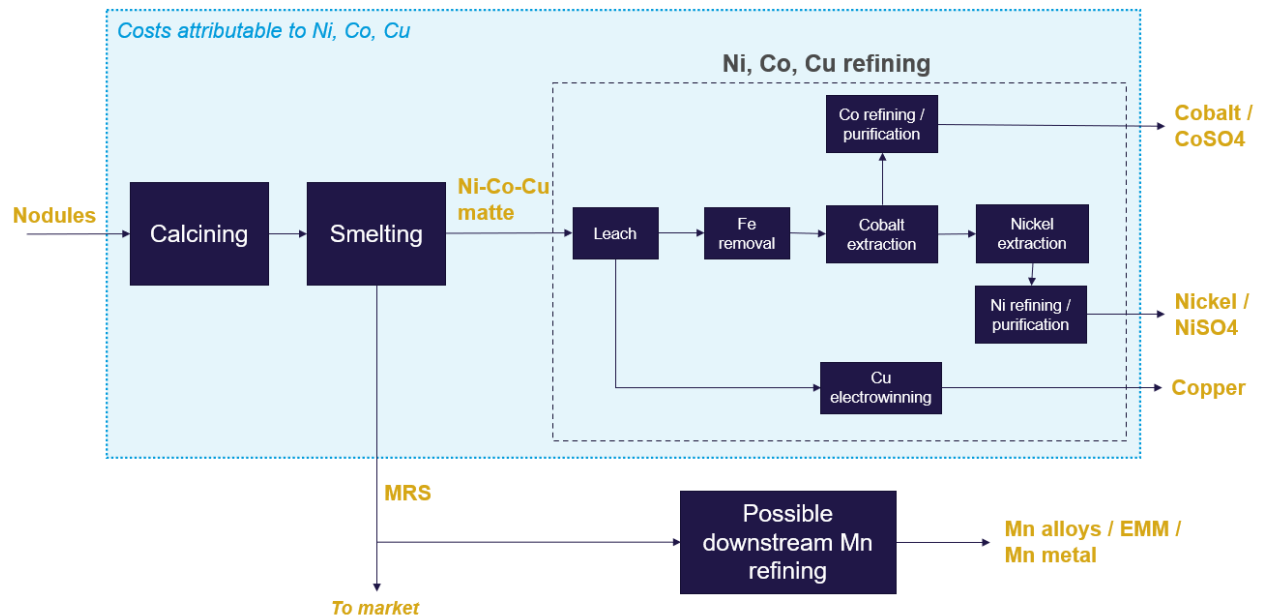 Costs attributable to Ni, Co, Cu
Ni, Co, Cu refining
Co refining /
purification
Cobalt /
CoSO4
Nodules
Calcining
Smelting
Ni-Co-Cu
matte
Leach
Fe
removal
Cobalt
extraction
Nickel
extraction
Ni refining /
purification
Nickel /
NiSO4
Cu
electrowinning
Copper
MRS
Possible
downstream Mn
refining
Mn alloys / EMM /
Mn metal
To market